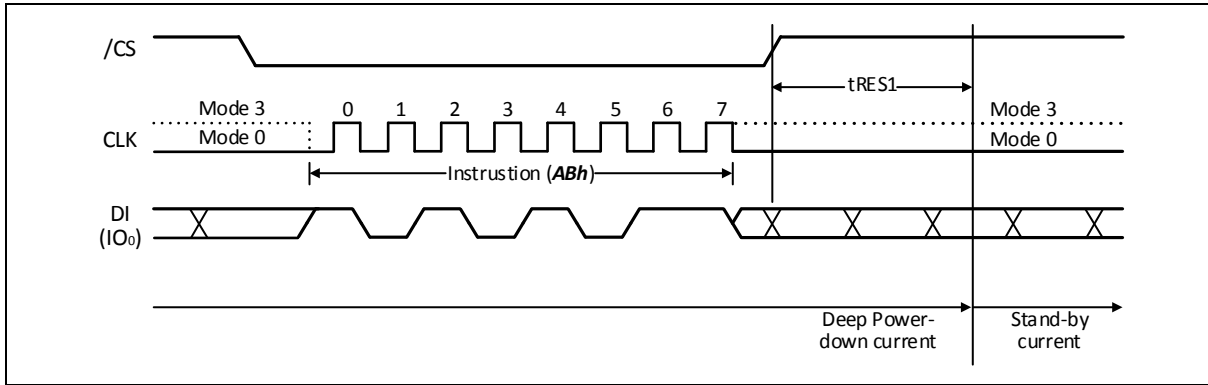 /CS
tRES1
Mode 3 0 1 2 3 4 5 6 7 Mode 3
CLK Mode 0 Mode 0
Instrustion (ABh)
DI
(IO₀)
Deep Power-
down current
Stand-by
current